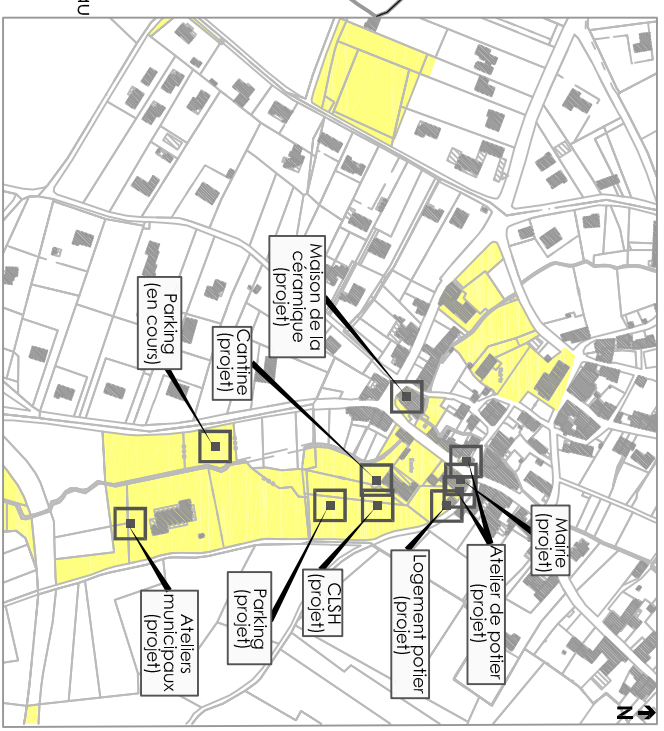 Mairie
(projet)
Atelier de potier
(projet)
Logement potier
(projet)
CLSH
(projet)
Parking
(projet)
Ateliers
municipaux
(projet)
Maison de la
céramique
(projet)
Cantine
(projet)
Parking
(en cours)
N